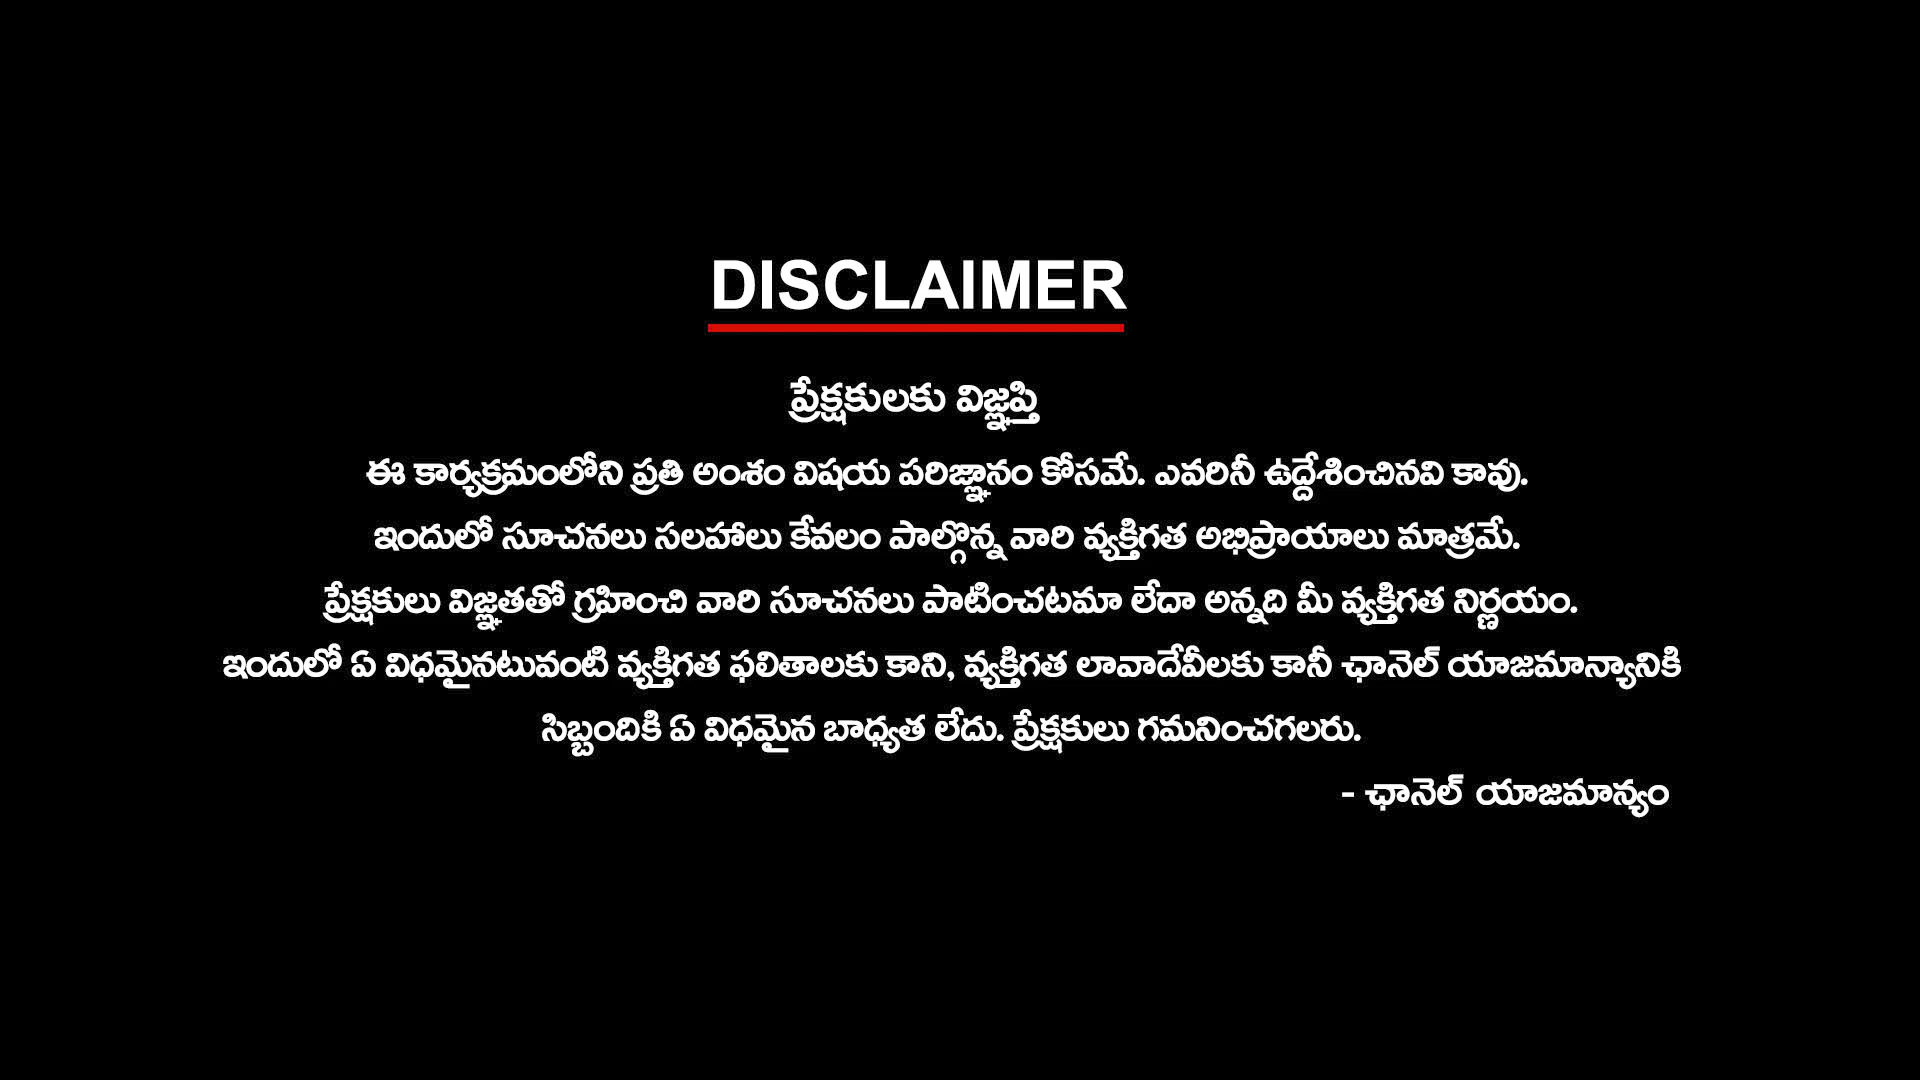 DISCLAIMER
ప్రేక్షకులకు విజ్ఞప్తి
ఈ కార్యక్రమంలోని ప్రతి అంశం విషయ పరిజ్ఞానం కోసమే. ఎవరినీ ఉద్దేశించినవి కావు.
ఇందులో సూచనలు సలహాలు కేవలం పాల్గొన్న వారి వ్యక్తిగత అభిప్రాయాలు మాత్రమే.
ప్రేక్షకులు విజ్ఞతతో గ్రహించి వారి సూచనలు పాటించటమా లేదా అన్నది మీ వ్యక్తిగత నిర్ణయం.
ఇందులో ఏ విధమైనటువంటి వ్యక్తిగత ఫలితాలకు కాని, వ్యక్తిగత లావాదేవీలకు కానీ ఛానెల్ యాజమాన్యానికి
సిబ్బందికి ఏ విధమైన బాధ్యత లేదు. ప్రేక్షకులు గమనించగలరు.
- ఛానెల్ యాజమాన్యం